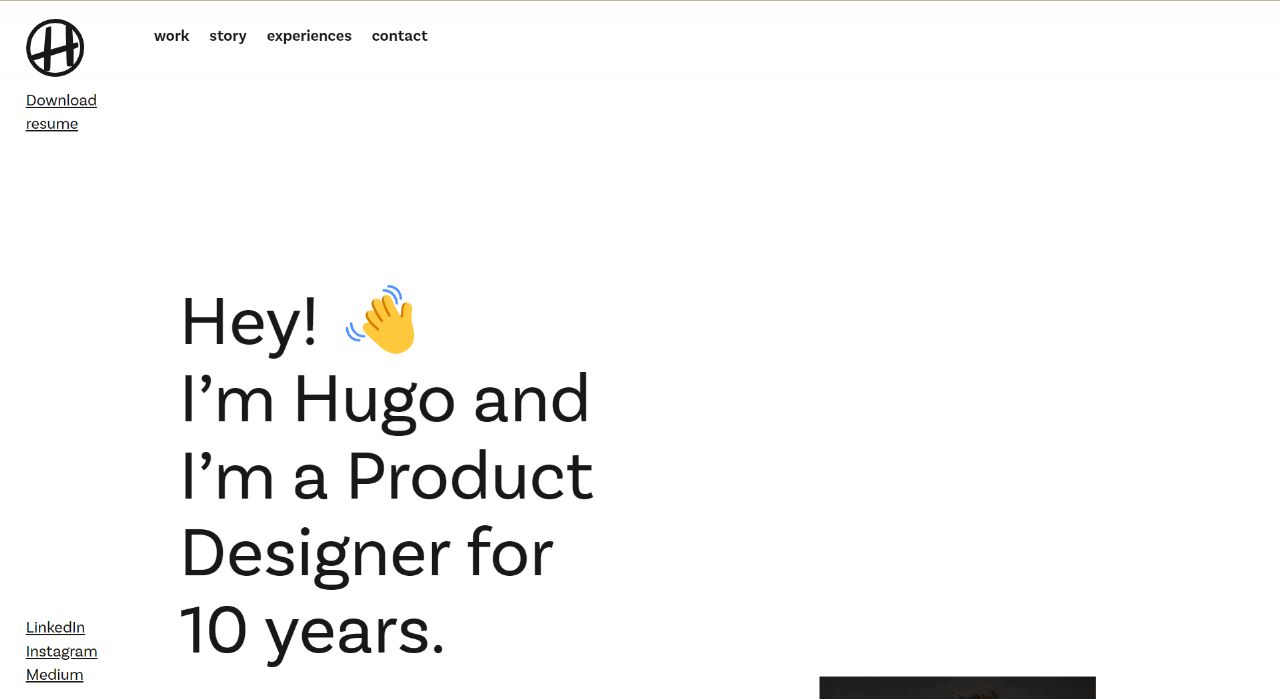 work story experiences contact
Download
resume
Hey! 👋
I’m Hugo and
I’m a Product
Designer for
10 years.
LinkedIn
Instagram
Medium